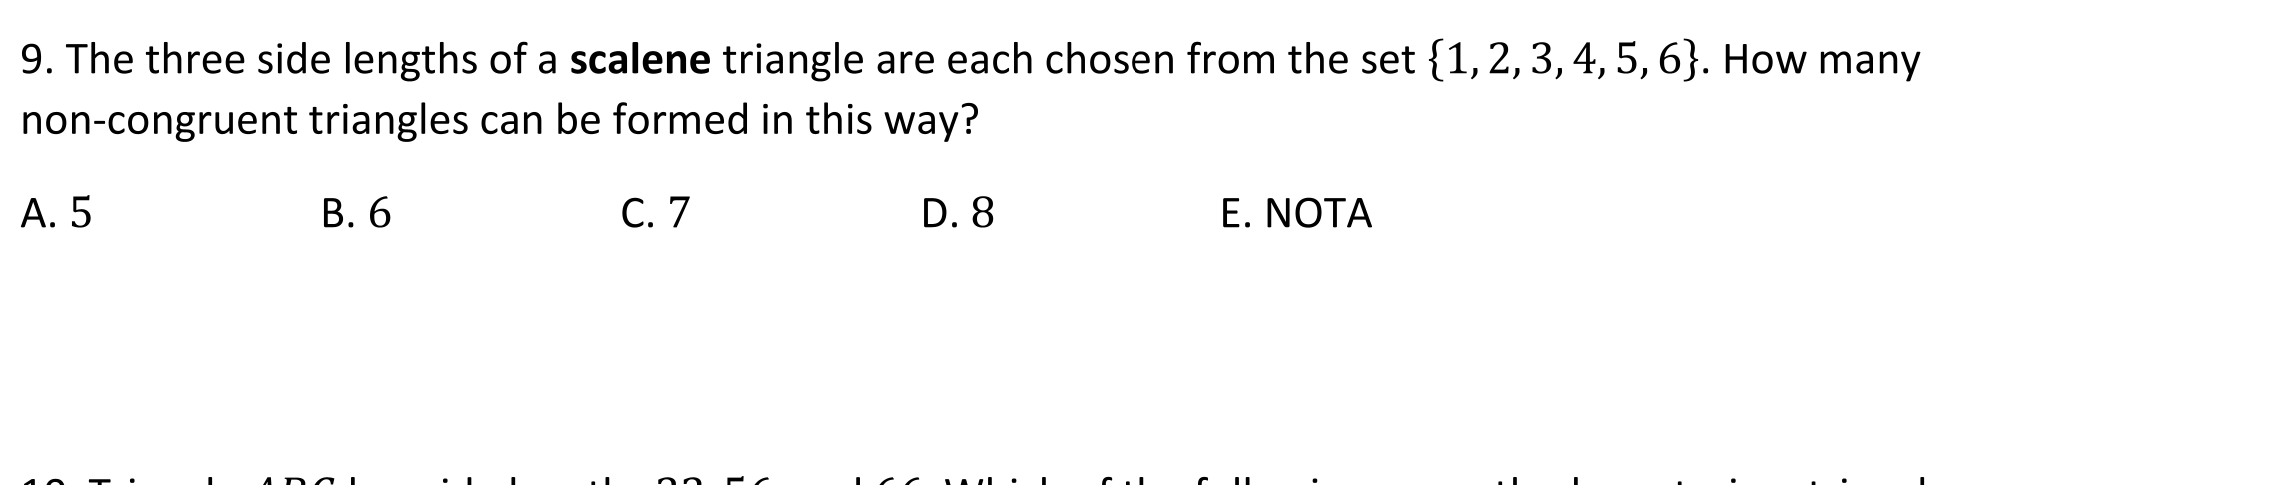 9. The three side lengths of a scalene triangle are each chosen from the set {1, 2, 3, 4, 5, 6}. How many
non-congruent triangles can be formed in this way?
A. 5 B. 6 C. 7 D. 8 E. NOTA